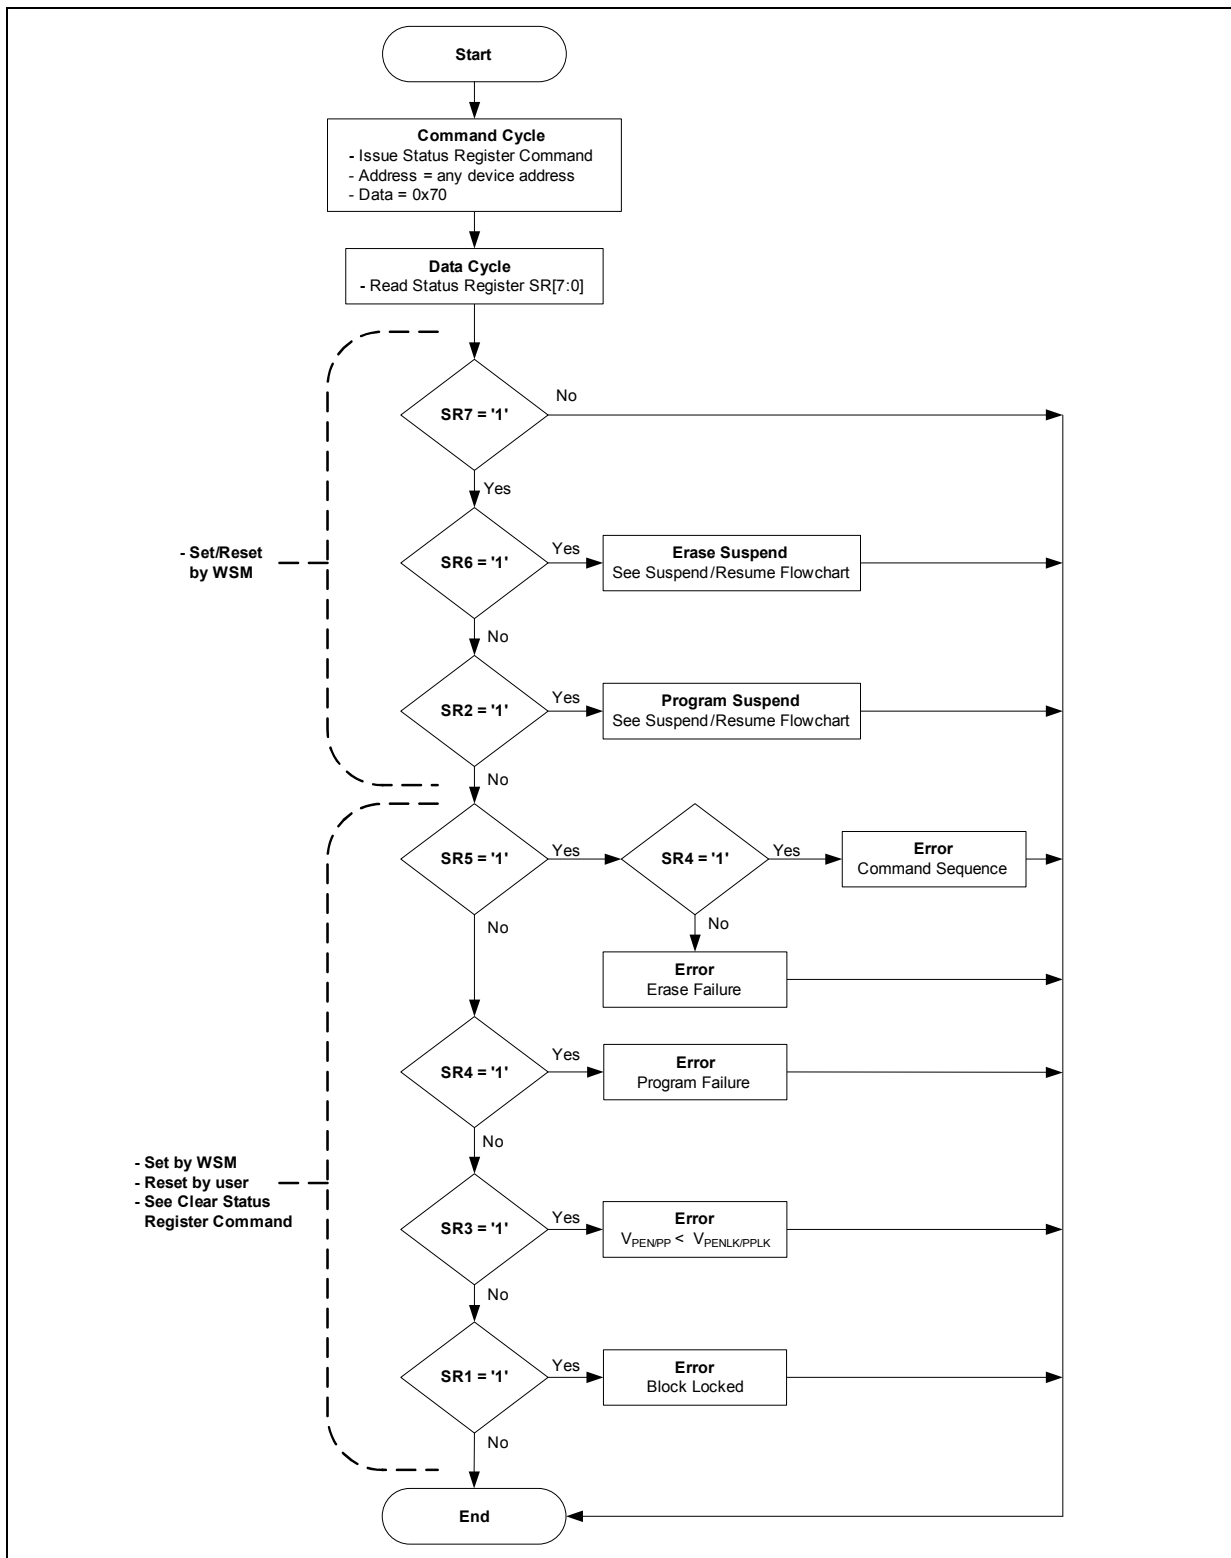 Start
Command Cycle
- Issue Status Register Command
- Address = any device address
- Data = 0x70
Data Cycle
- Read Status Register SR[7:0]
SR7 = '1'
No
Yes
- Set/Reset
by WSM
SR6 = '1'
Yes
Erase Suspend
See Suspend/Resume Flowchart
No
SR2 = '1'
Yes
Program Suspend
See Suspend/Resume Flowchart
No
SR5 = '1'
Yes
SR4 = '1'
Yes
Error
Command Sequence
No
No
Error
Erase Failure
SR4 = '1'
Yes
Error
Program Failure
No
- Set by WSM
- Reset by user
- See Clear Status
Register Command
SR3 = '1'
Yes
Error
VPEN/PP < VPENLK/PPLK
No
SR1 = '1'
Yes
Error
Block Locked
No
End